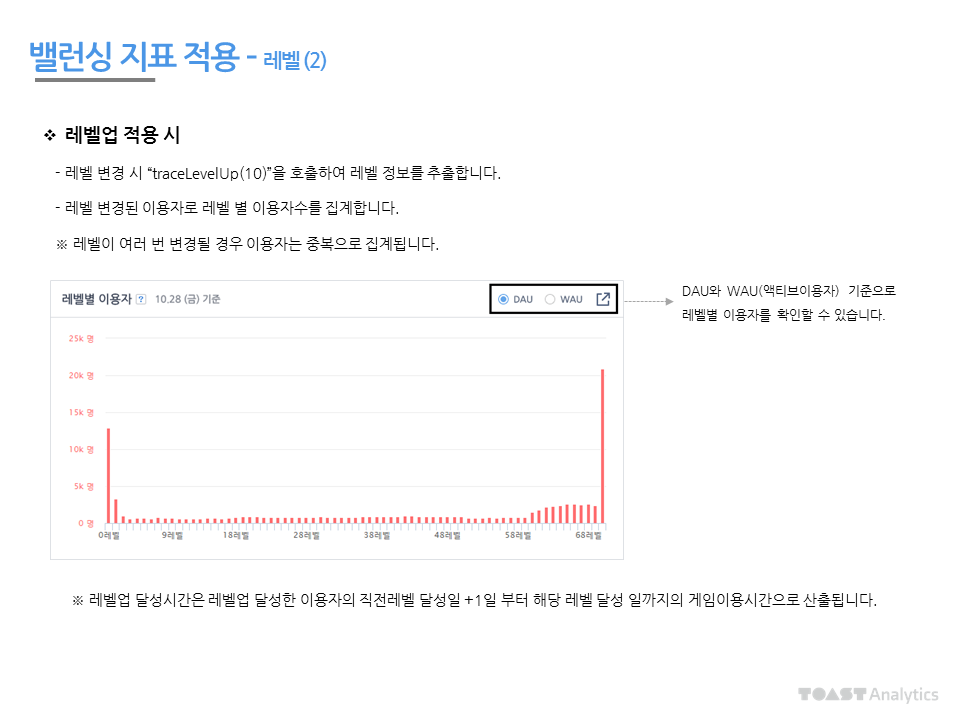 밸런싱 지표 적용 - 레벨 (2)
❖ 레벨업 적용 시
- 레벨 변경 시 “traceLevelUp(10)”을 호출하여 레벨 정보를 추출합니다.
- 레벨 변경된 이용자로 레벨 별 이용자수를 집계합니다.
※ 레벨이 여러 번 변경될 경우 이용자는 중복으로 집계됩니다.
레벨별 이용자 ? 10.28 (금) 기준 DAU WAU
DAU와 WAU(액티브이용자) 기준으로
레벨별 이용자를 확인할 수 있습니다.
25k 명
20k 명
15k 명
10k 명
5k 명
0 명
0레벨 9레벨 18레벨 28레벨 38레벨 48레벨 58레벨 68레벨
※ 레벨업 달성시간은 레벨업 달성한 이용자의 직전레벨 달성일 +1일 부터 해당 레벨 달성 일까지의 게임이용시간으로 산출됩니다.
TOAST Analytics